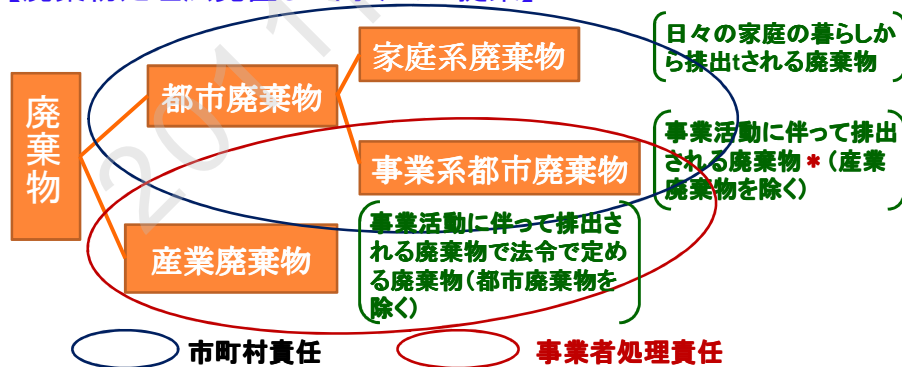 廃棄物
都市廃棄物
家庭系廃棄物
日々の家庭の暮らしか
ら排出tされる廃棄物
事業系都市廃棄物
事業活動に伴って排出
される廃棄物*(産業
廃棄物を除く)
産業廃棄物
事業活動に伴って排出さ
れる廃棄物で法令で定め
る廃棄物(都市廃棄物を
除く)
市町村責任
事業者処理責任